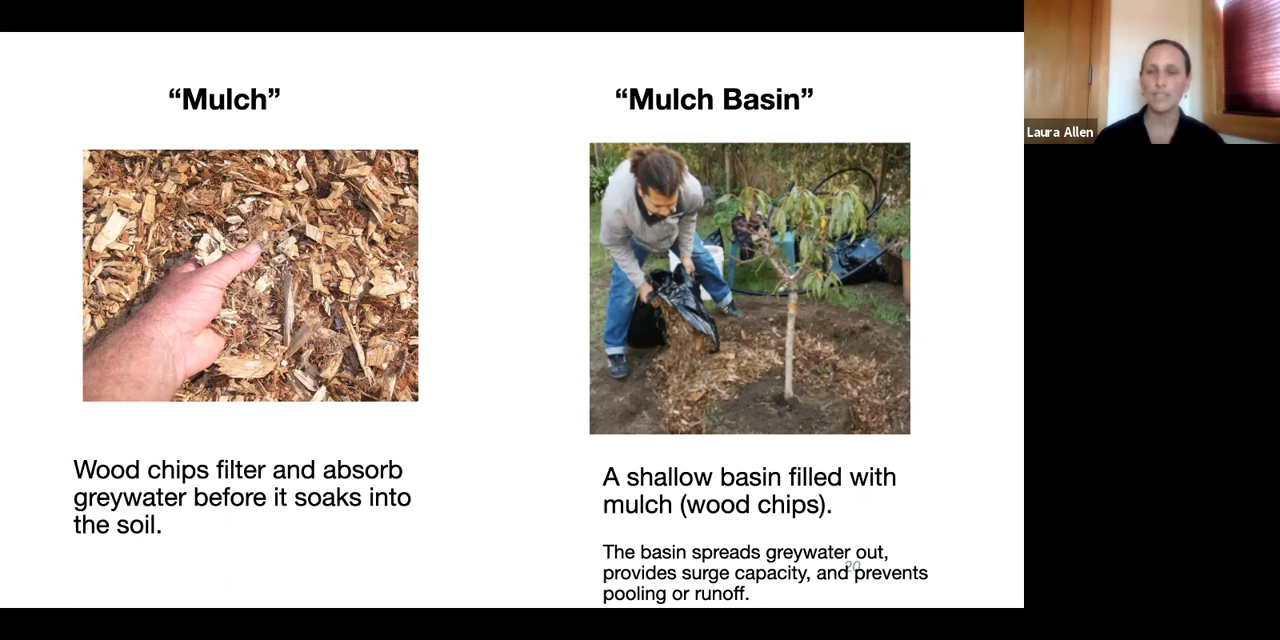 “Mulch”
“Mulch Basin”
Laura Allen
Wood chips filter and absorb
greywater before it soaks into
the soil.
A shallow basin filled with
mulch (wood chips).
The basin spreads greywater out,
provides surge capacity, and prevents
pooling or runoff.
20